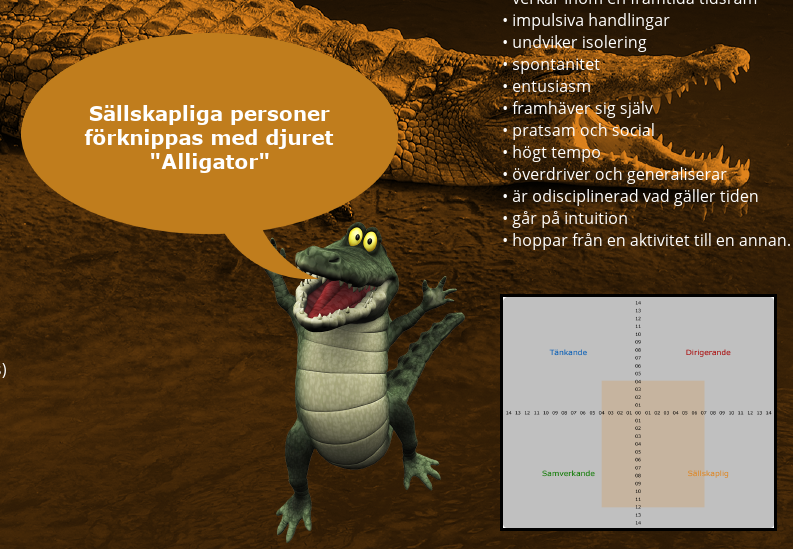 verkar inom en framtida tidsram
• impulsiva handlingar
• undviker isolering
• spontanitet
• entusiasm
• framhäver sig själv
• pratsam och social
• högt tempo
• överdriver och generaliserar
• är odisciplinerad vad gäller tiden
• går på intuition
• hoppar från en aktivitet till en annan.
Sällskapliga personer
förknippas med djuret
"Alligator"
)
14
13
12
11
10
09
08
Tänkande
Dirigerande
07
06
05
04
03
02
01
14 13 12 11 10 09 08 07 06 05 04 03 02 01 00 01 02 03 04 05 06 07 08 09 10 11 12 13 14
01
02
03
04
05
06
07
Samverkande
Sällskaplig
08
09
10
11
12
13
14